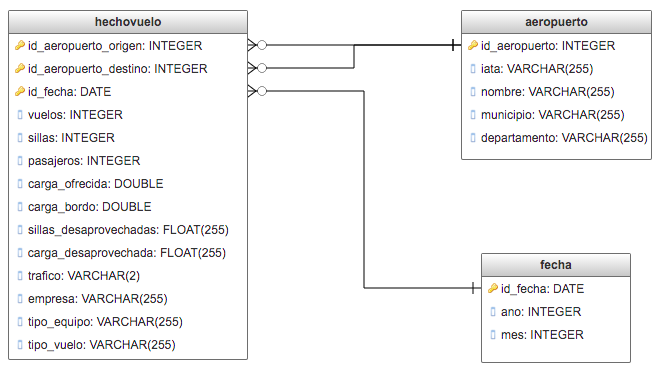 hechovuelo
id_aeropuerto_origen: INTEGER
id_aeropuerto_destino: INTEGER
id_fecha: DATE
vuelos: INTEGER
sillas: INTEGER
pasajeros: INTEGER
carga_ofrecida: DOUBLE
carga_bordo: DOUBLE
sillas_desaprovechadas: FLOAT(255)
carga_desaprovechada: FLOAT(255)
trafico: VARCHAR(2)
empresa: VARCHAR(255)
tipo_equipo: VARCHAR(255)
tipo_vuelo: VARCHAR(255)
aeropuerto
id_aeropuerto: INTEGER
iata: VARCHAR(255)
nombre: VARCHAR(255)
municipio: VARCHAR(255)
departamento: VARCHAR(255)
fecha
id_fecha: DATE
ano: INTEGER
mes: INTEGER